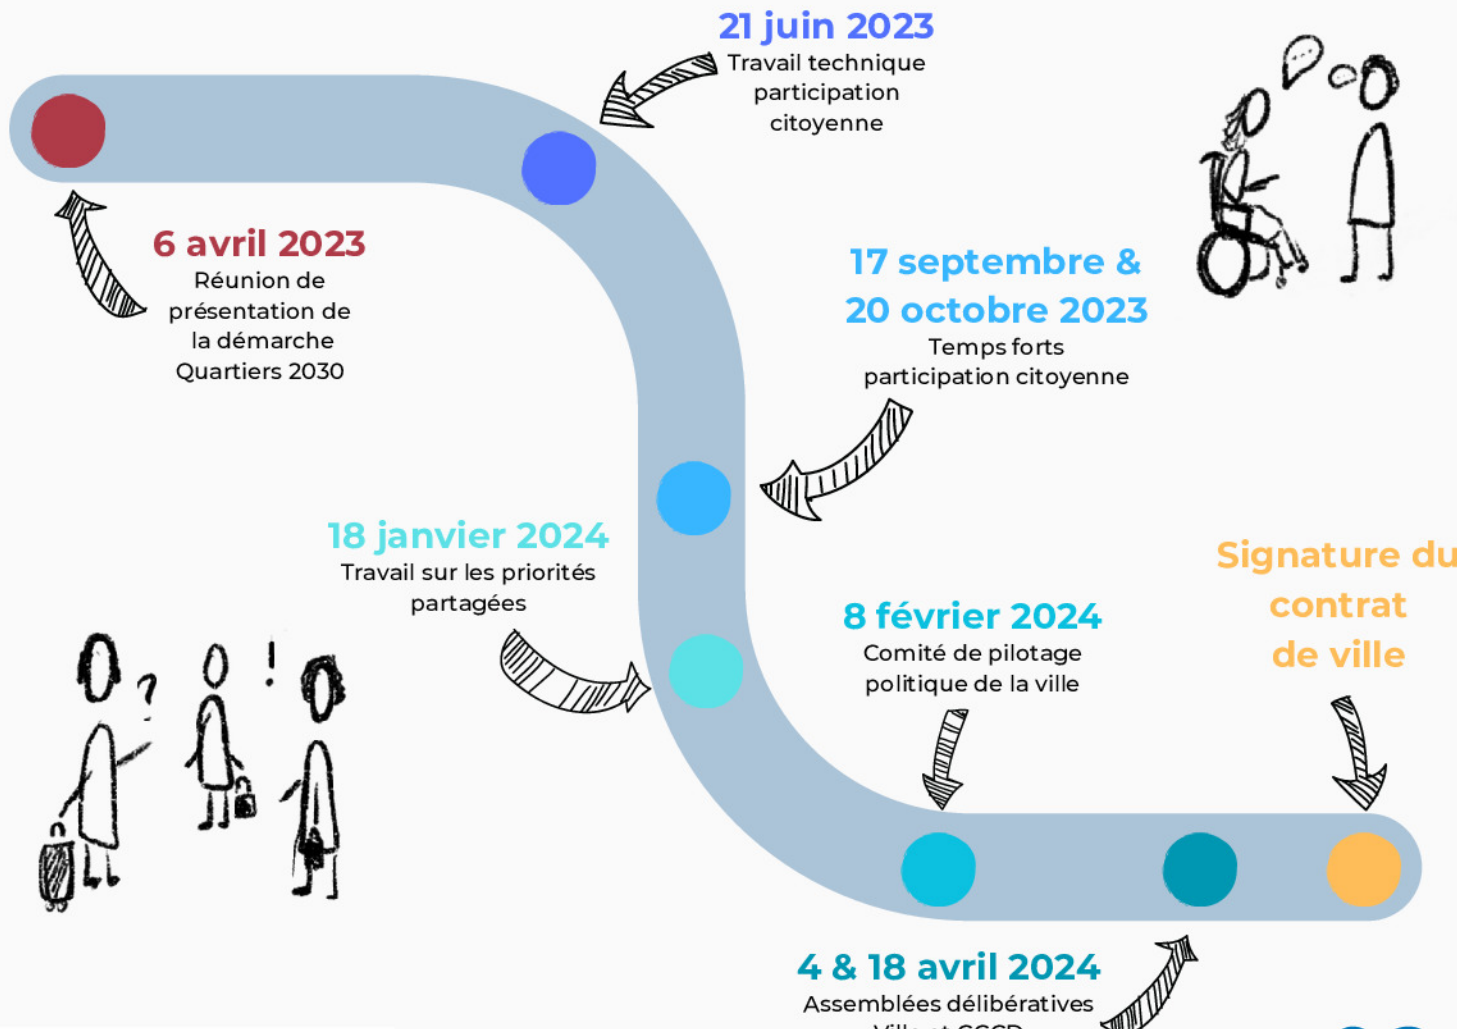 6 avril 2023
Réunion de
présentation de
la démarche
Quartiers 2030
21 juin 2023
Travail technique
participation
citoyenne
17 septembre &
20 octobre 2023
Temps forts
participation citoyenne
18 janvier 2024
Travail sur les priorités
partagées
?
!
8 février 2024
Comité de pilotage
politique de la ville
4 & 18 avril 2024
Assemblées délibératives
Ville et
Signature du
contrat
de ville